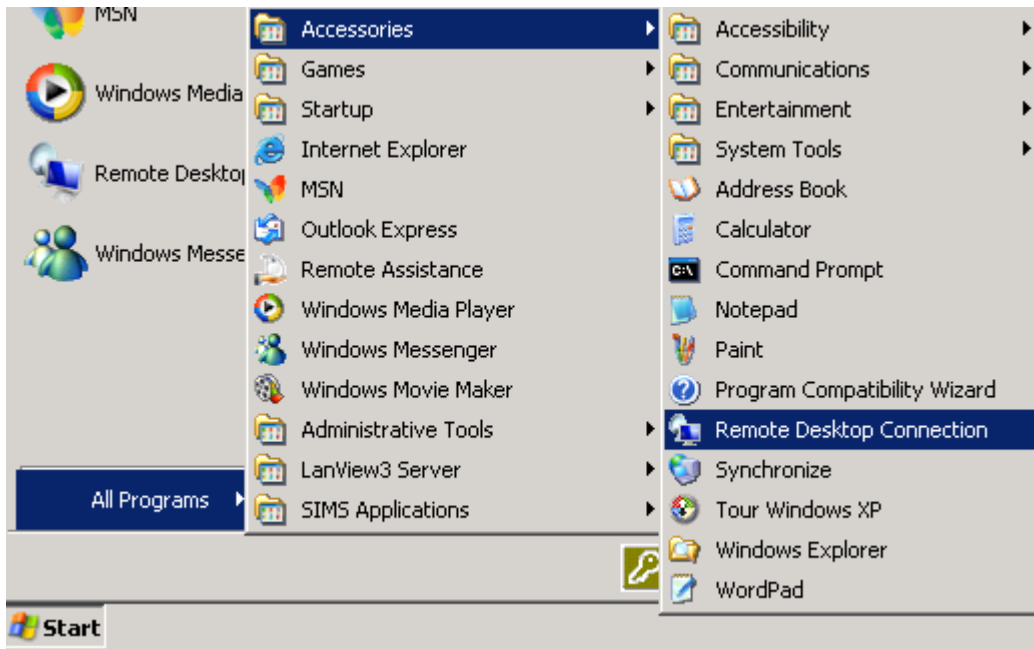 MSN
Windows Media
Remote Deskto
Windows Messe
All Programs
Start
Accessories
Games
Startup
Internet Explorer
MSN
Outlook Express
Remote Assistance
Windows Media Player
Windows Messenger
Windows Movie Maker
Administrative Tools
LanView3 Server
SIMS Applications
Accessibility
Communications
Entertainment
System Tools
Address Book
Calculator
Command Prompt
Notepad
Paint
Program Compatibility Wizard
Remote Desktop Connection
Synchronize
Tour Windows XP
Windows Explorer
WordPad